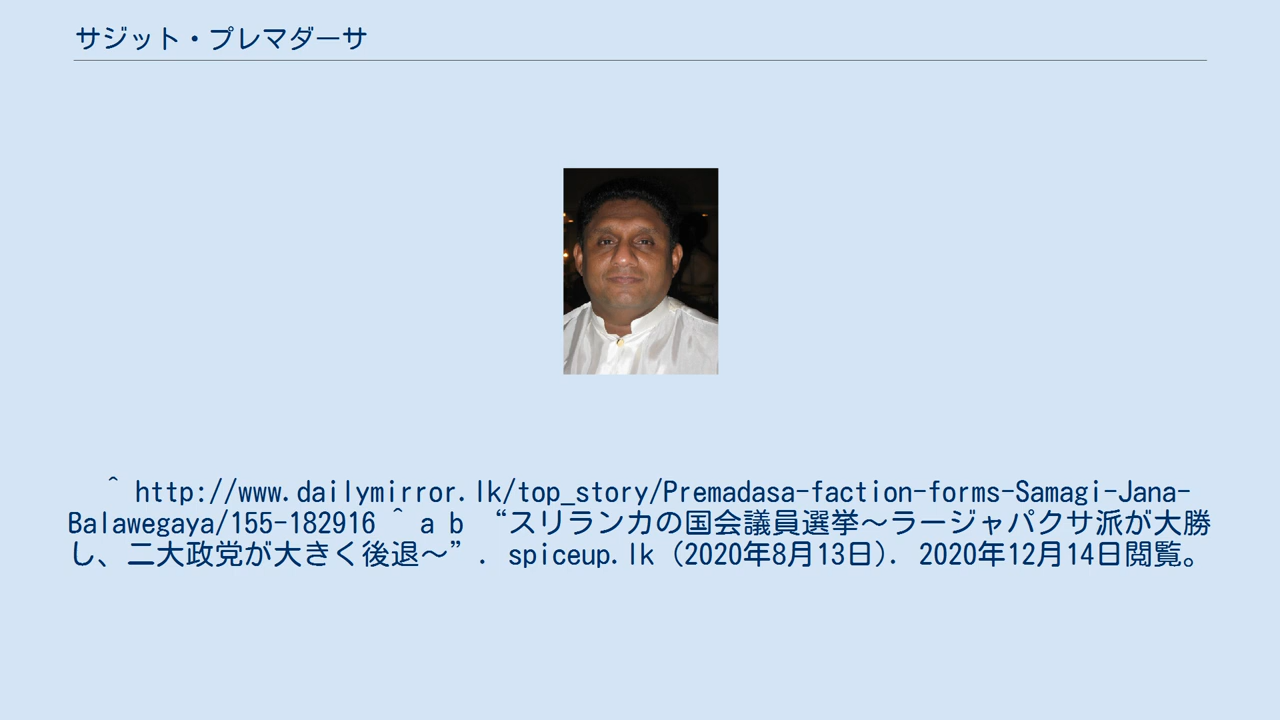 サジット・プレマダーサ
^ http://www.dailymirror.lk/top_story/Premadasa-faction-forms-Samagi-Jana-
Balawegaya/155-182916 ^ a b “スリランカの国会議員選挙～ラージャパクサ派が大勝
し、二大政党が大きく後退～”. spiceup.lk (2020年8月13日). 2020年12月14日閲覧。